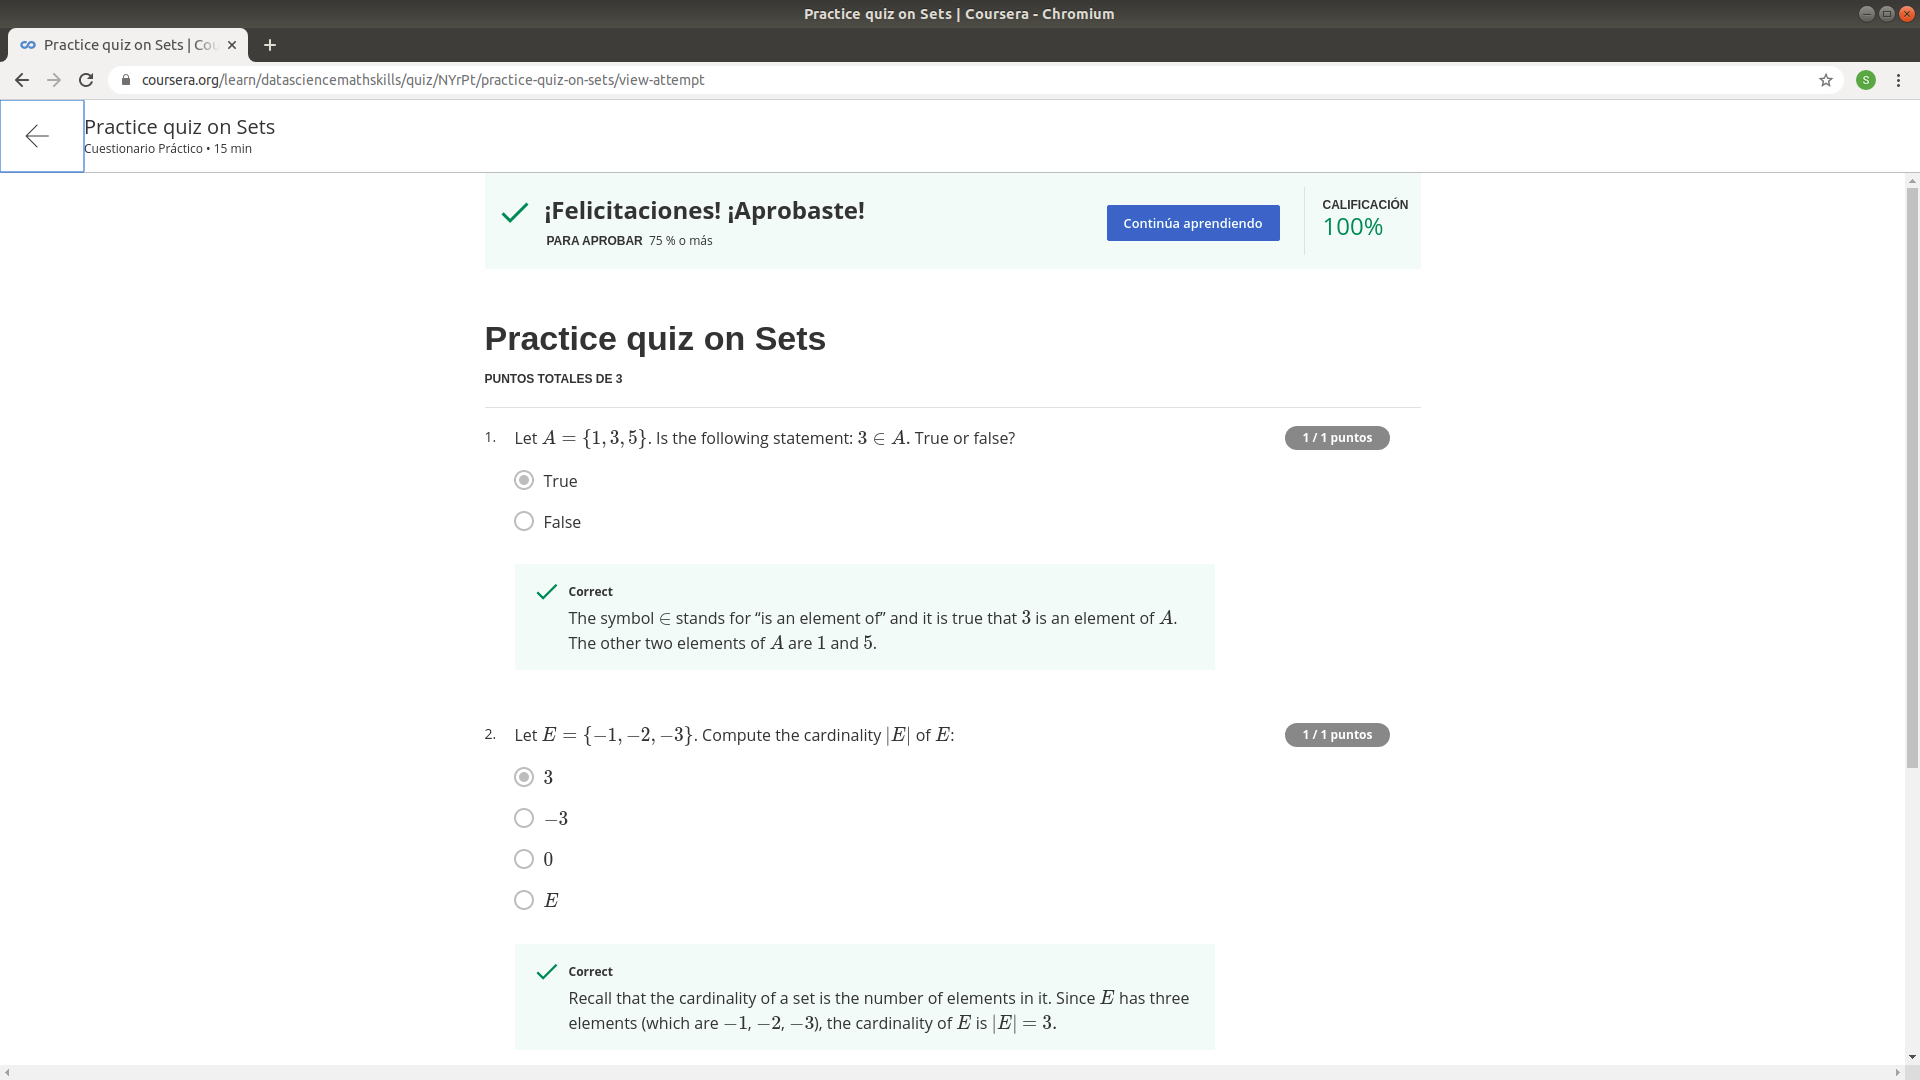 Practice quiz on Sets | Coursera - Chromium
Practice quiz on Sets | Cou
coursera.org/learn/datasciencemathskills/quiz/NYrPt/practice-quiz-on-sets/view-attempt
S
Practice quiz on Sets
Cuestionario Práctico • 15 min
¡Felicitaciones! ¡Aprobaste!
PARA APROBAR 75 % o más
Continúa aprendiendo
CALIFICACIÓN
100%
Practice quiz on Sets
PUNTOS TOTALES DE 3
1. Let A = {1, 3, 5}. Is the following statement: 3 ∈ A. True or false?
1 / 1 puntos
True
False
Correct
The symbol ∈ stands for “is an element of” and it is true that 3 is an element of A.
The other two elements of A are 1 and 5.
2. Let E = {−1, −2, −3}. Compute the cardinality |E| of E:
1 / 1 puntos
3
−3
0
E
Correct
Recall that the cardinality of a set is the number of elements in it. Since E has three
elements (which are −1, −2, −3), the cardinality of E is |E| = 3.